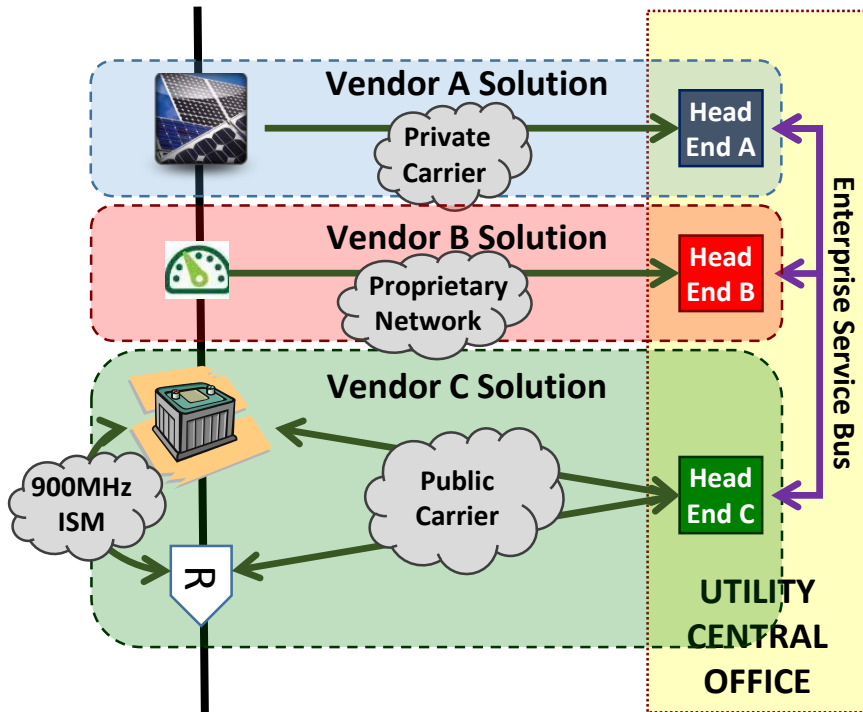 Vendor A Solution
Private
Carrier
Head
End A
Vendor B Solution
Proprietary
Network
Head
End B
Vendor C Solution
900MHz
ISM
Public
Carrier
Head
End C
R
Enterprise Service Bus
UTILITY
CENTRAL
OFFICE